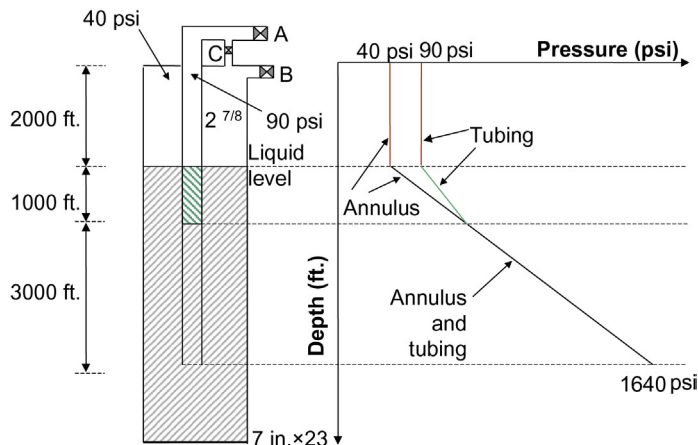 40 psi
A
C
B
2000 ft.
2 7/8
90 psi
Liquid
level
1000 ft.
3000 ft.
7 in.×23
40 psi
90 psi
Pressure (psi)
Tubing
Annulus
Depth (ft.)
Annulus
and
tubing
1640 psi